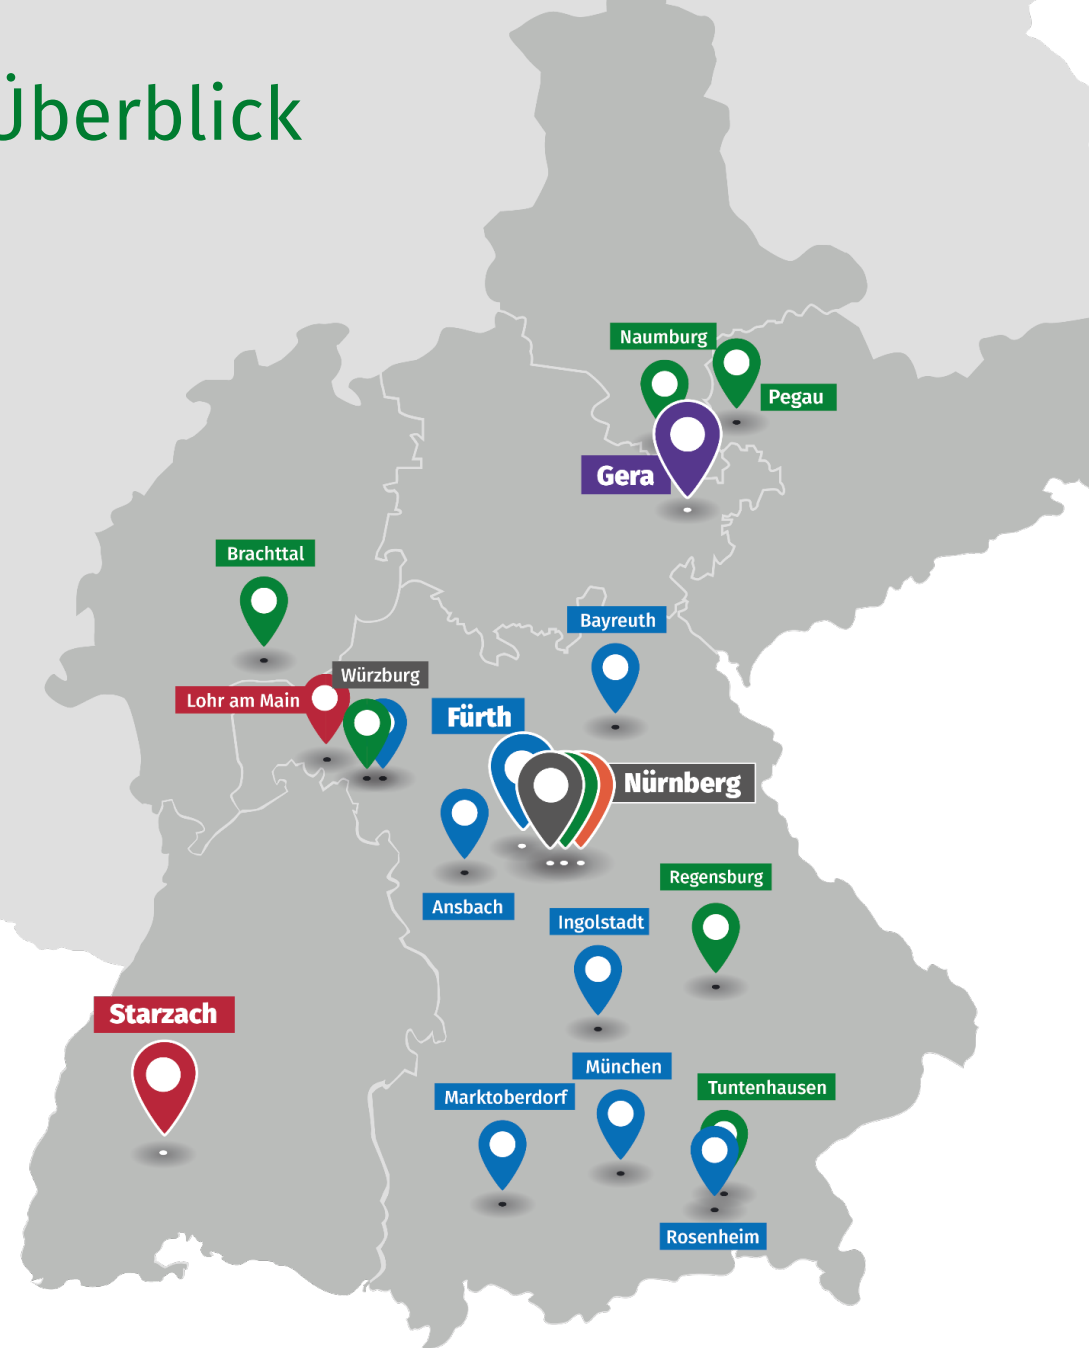 Überblick
Naumburg
Pegau
Gera
Brachttal
Bayreuth
Würzburg
Lohr am Main
Fürth
Nürnberg
Regensburg
Ansbach
Ingolstadt
Starzach
München
Tuntenhausen
Marktoberdorf
Rosenheim